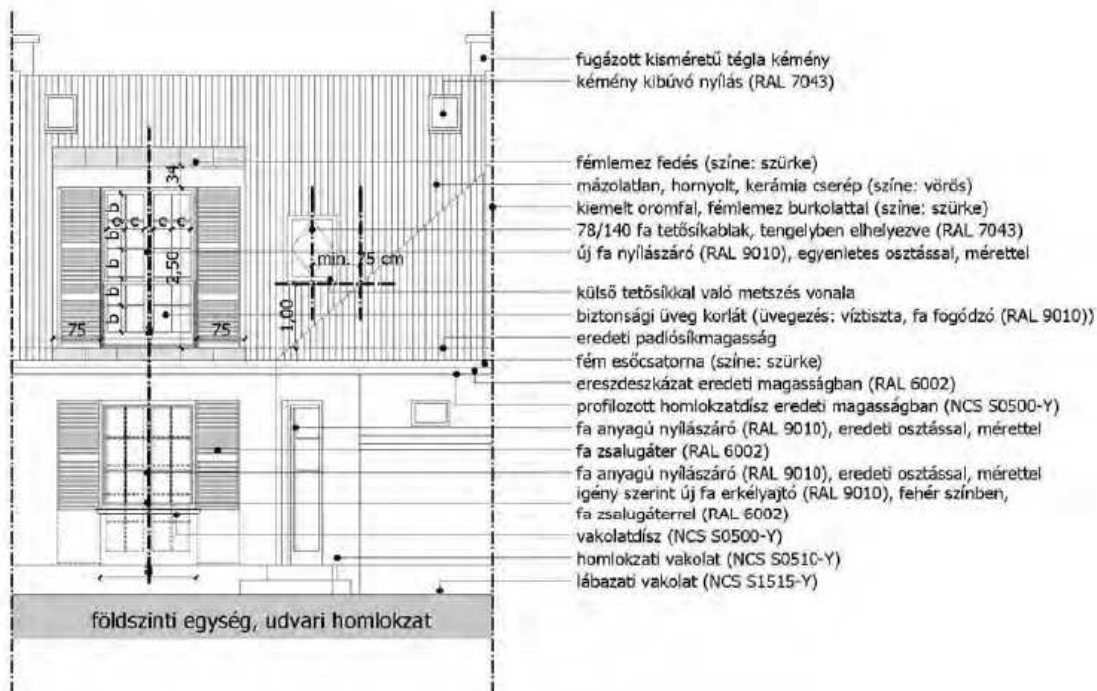 fugázott kisméretű tégla kémény
kémény kibúvó nyílás (RAL 7043)
fémlemez fedés (színe: szürke)
mázolatlan, hornyolt, kerámia cserép (színe: vörös)
kiemelt oromfal, fémlemez burkolattal (színe: szürke)
78/140 fa tetősíkablak, tengelyben elhelyezve (RAL 7043)
új fa nyílászáró (RAL 9010), egyenletes osztással, mérettel
külső tetősíkkal való metszés vonala
biztonsági üveg korlát (üvegezés: víztiszta, fa fogódzó (RAL 9010))
eredeti padlósíkmagasság
fém esőcsatorna (színe: szürke)
ereszdeszkázat eredeti magasságban (RAL 6002)
profilozott homlokzatdísz eredeti magasságban (NCS S0500-Y)
fa anyagú nyílászáró (RAL 9010), eredeti osztással, mérettel
fa zsalugáter (RAL 6002)
fa anyagú nyílászáró (RAL 9010), eredeti osztással, mérettel
igény szerint új fa erkélyajtó (RAL 9010), fehér színben,
fa zsalugáterrel (RAL 6002)
vakolatdísz (NCS S0500-Y)
homlokzati vakolat (NCS S0510-Y)
lábazati vakolat (NCS S1515-Y)
34
b
b
b
b
b
2,50
min. 75 cm
1,00
75
75
földszinti egység, udvari homlokzat